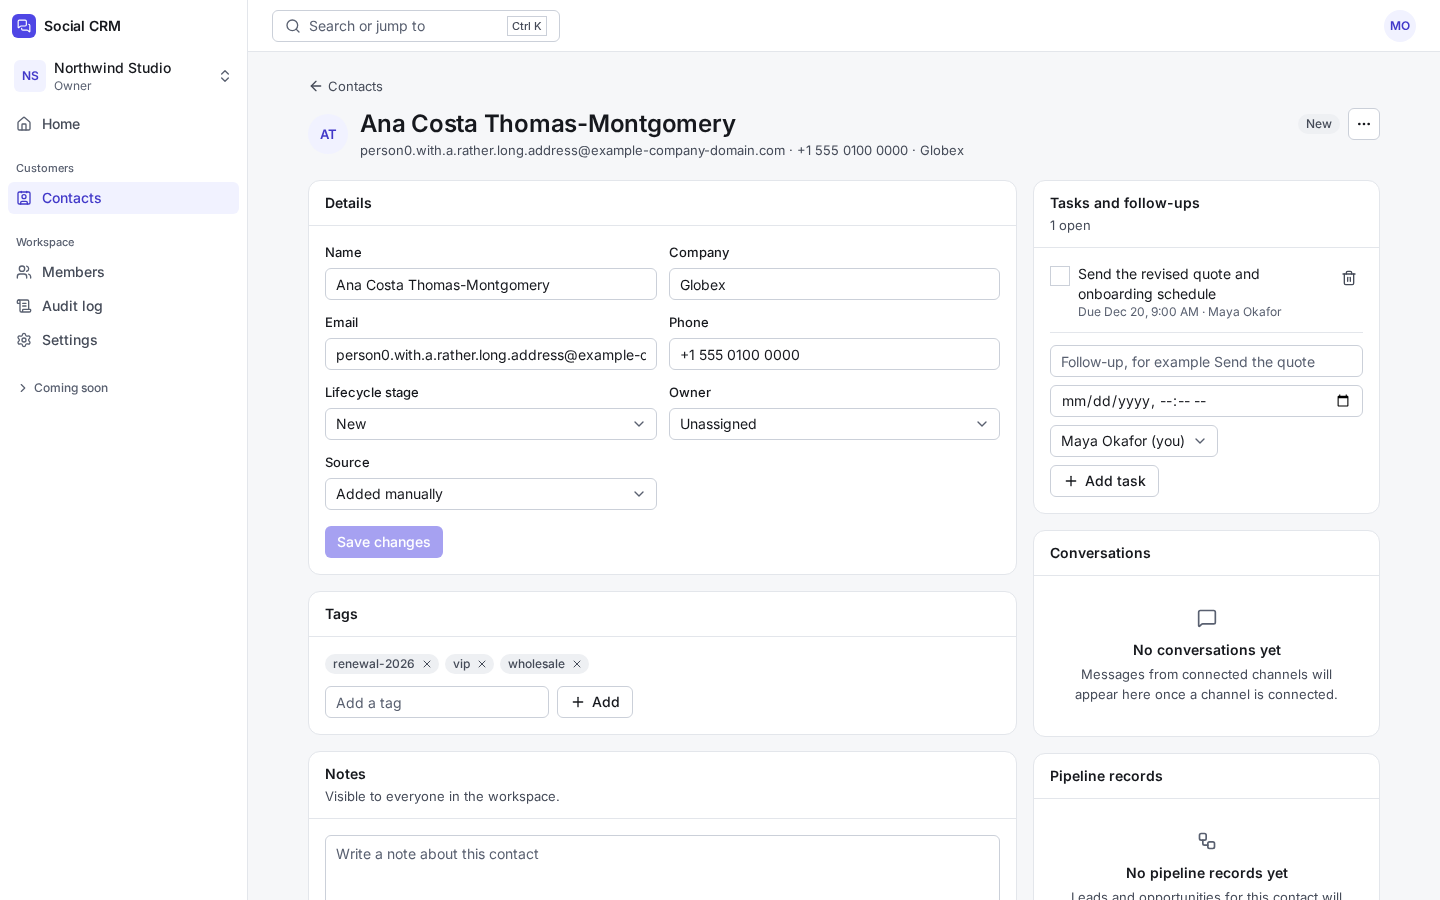 Social CRM
Search or jump to
Ctrl K
MO
NS
Northwind Studio
Owner
Home
Customers
Contacts
Workspace
Members
Audit log
Settings
Coming soon
Contacts
AT
Ana Costa Thomas-Montgomery
person0.with.a.rather.long.address@example-company-domain.com · +1 555 0100 0000 · Globex
New
Details
Name
Ana Costa Thomas-Montgomery
Company
Globex
Email
person0.with.a.rather.long.address@example-c
Phone
+1 555 0100 0000
Lifecycle stage
New
Owner
Unassigned
Source
Added manually
Save changes
Tags
renewal-2026
vip
wholesale
Add a tag
Add
Notes
Visible to everyone in the workspace.
Write a note about this contact
Tasks and follow-ups
1 open
Send the revised quote and
onboarding schedule
Due Dec 20, 9:00 AM · Maya Okafor
Follow-up, for example Send the quote
mm/dd/yyyy, --:-- --
Maya Okafor (you)
Add task
Conversations
No conversations yet
Messages from connected channels will
appear here once a channel is connected.
Pipeline records
No pipeline records yet
Leads and opportunities for this contact will